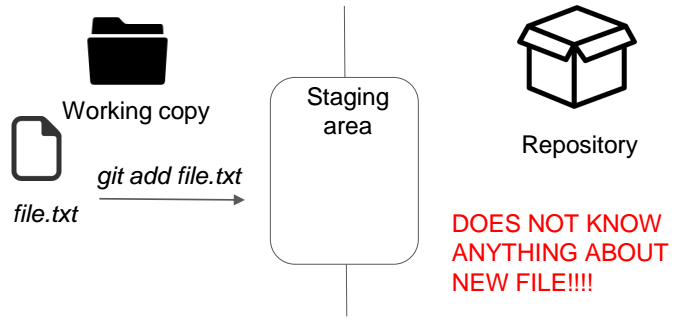 Working copy
Staging
area
Repository
git add file.txt
file.txt
DOES NOT KNOW
ANYTHING ABOUT
NEW FILE!!!!